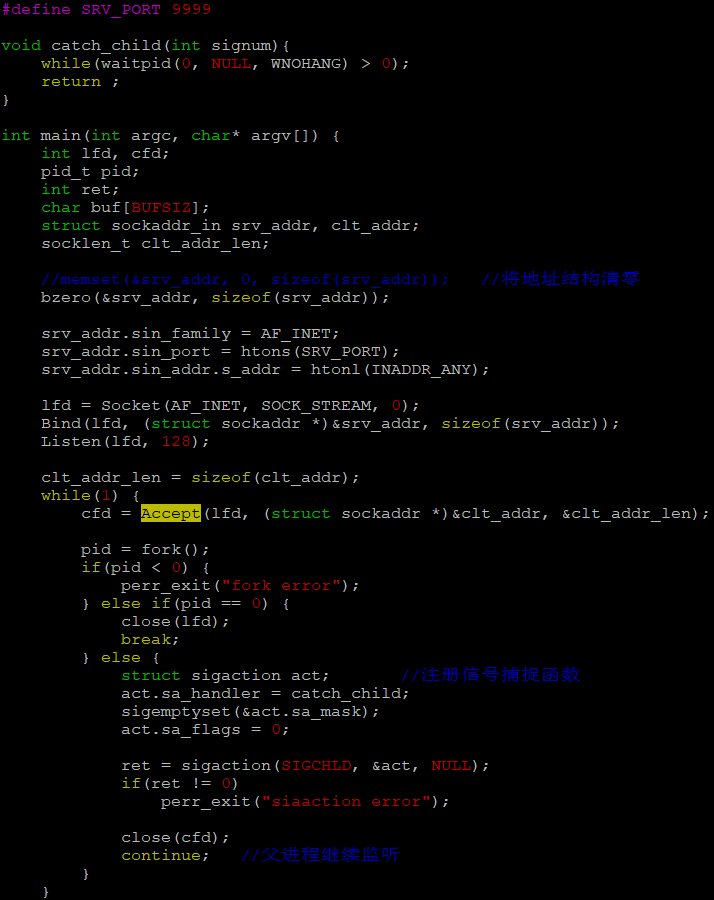 #define SRV_PORT 9999
void catch_child(int signum){
    while(waitpid(0, NULL, WNOHANG) > 0);
    return ;
}
int main(int argc, char* argv[]) {
    int lfd, cfd;
    pid_t pid;
    int ret;
    char buf[BUFSIZ];
    struct sockaddr_in srv_addr, clt_addr;
    socklen_t clt_addr_len;
    //memset(&srv_addr, 0, sizeof(srv_addr));   //将地址结构清零
    bzero(&srv_addr, sizeof(srv_addr));
    srv_addr.sin_family = AF_INET;
    srv_addr.sin_port = htons(SRV_PORT);
    srv_addr.sin_addr.s_addr = htonl(INADDR_ANY);
    lfd = Socket(AF_INET, SOCK_STREAM, 0);
    Bind(lfd, (struct sockaddr *)&srv_addr, sizeof(srv_addr));
    Listen(lfd, 128);
    clt_addr_len = sizeof(clt_addr);
    while(1) {
        cfd = Accept(lfd, (struct sockaddr *)&clt_addr, &clt_addr_len);
        pid = fork();
        if(pid < 0) {
            perr_exit("fork error");
        } else if(pid == 0) {
            close(lfd);
            break;
        } else {
            struct sigaction act;       //注册信号捕捉函数
            act.sa_handler = catch_child;
            sigemptyset(&act.sa_mask);
            act.sa_flags = 0;
            ret = sigaction(SIGCHLD, &act, NULL);
            if(ret != 0)
                perr_exit("siaaction error");
            close(cfd);
            continue;   //父进程继续监听
        }
    }